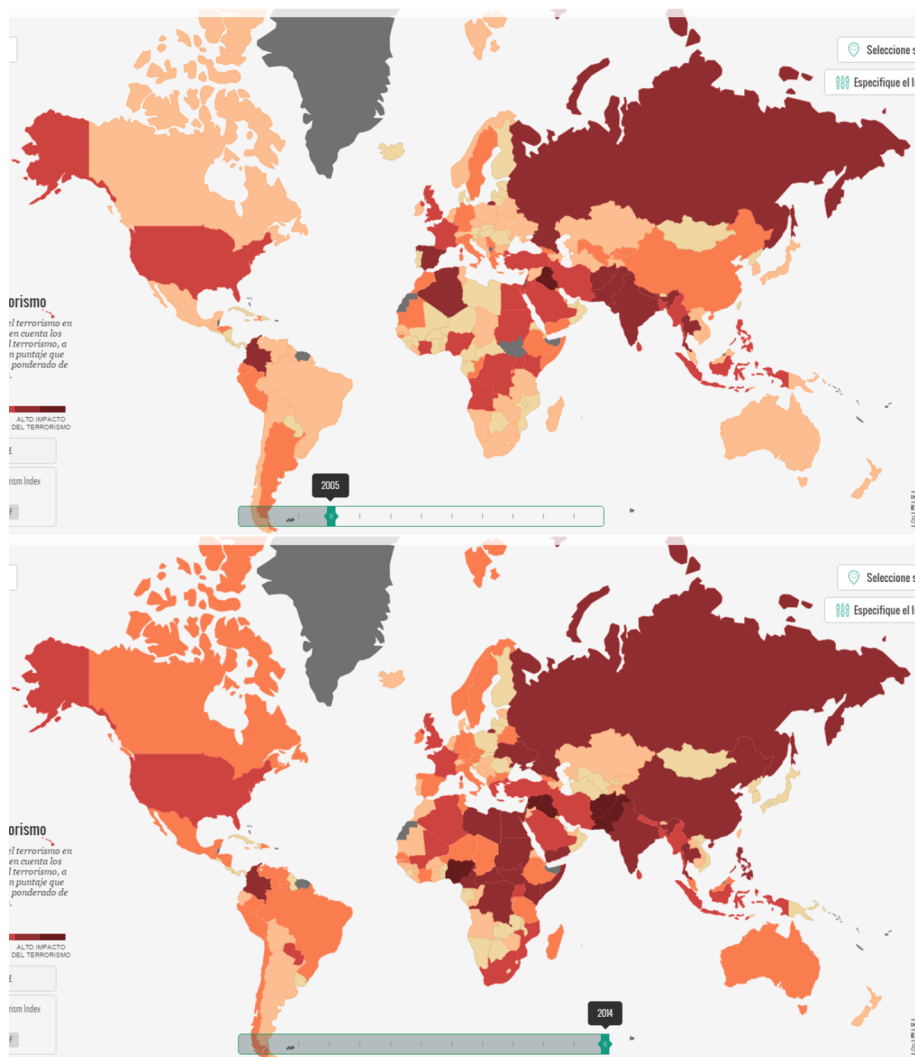 Seleccione s
Especifique el I
orismo
el terrorismo en
en cuenta los
l terrorismo, a
n puntaje que
ponderado de
.
ALTO IMPACTO
DEL TERRORISMO
E
rism Index
F
2005
Seleccione s
Especifique el I
orismo
el terrorismo en
en cuenta los
l terrorismo, a
n puntaje que
ponderado de
.
ALTO IMPACTO
DEL TERRORISMO
E
rism Index
F
2014